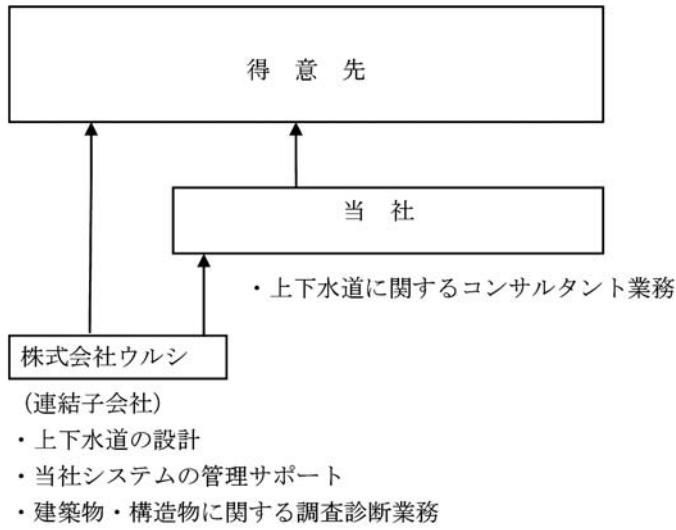 得 意 先
当 社
・上下水道に関するコンサルタント業務
株式会社ウルシ
(連結子会社)
・上下水道の設計
・当社システムの管理サポート
・建築物・構造物に関する調査診断業務